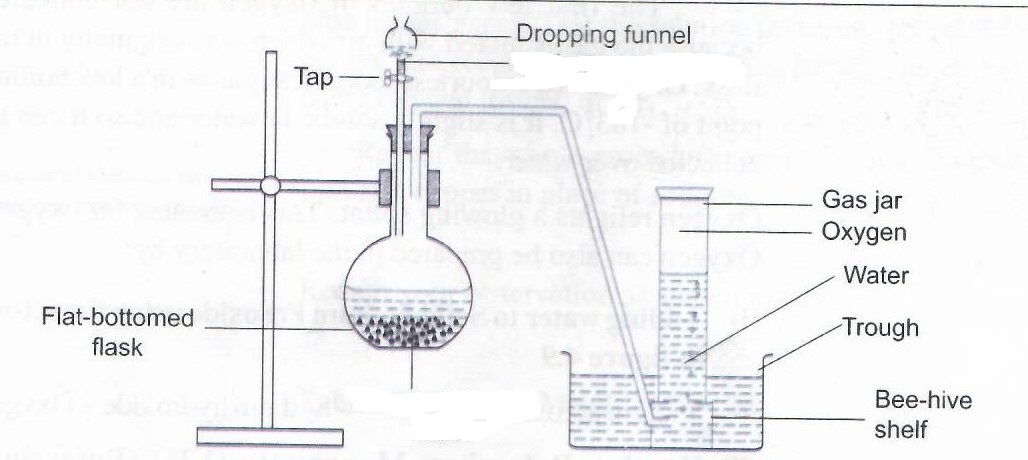 Dropping funnel
Tap
Gas jar
Oxygen
Water
Flat-bottomed
flask
Trough
Bee-hive
shelf